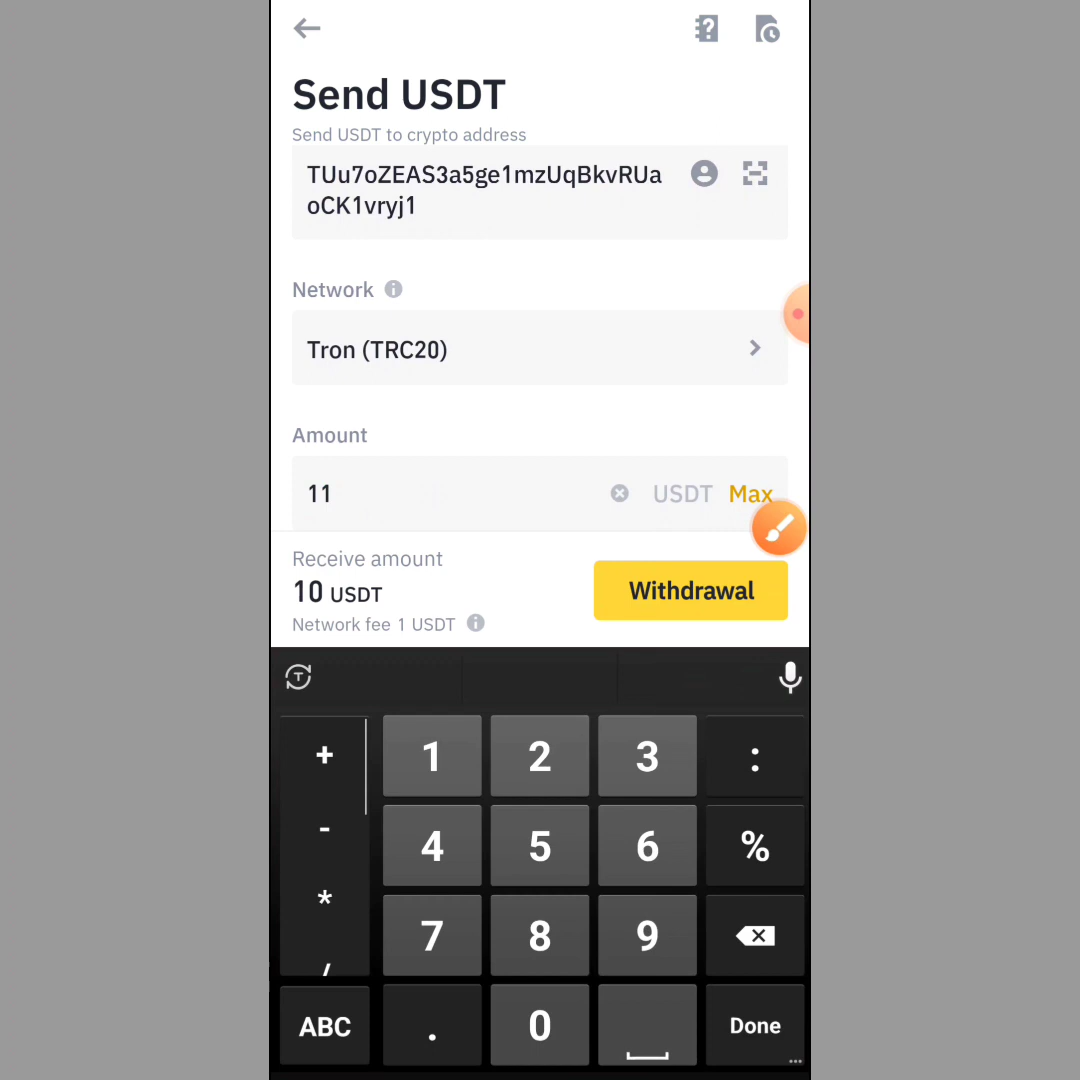 Send USDT
Send USDT to crypto address
TUu7oZEAS3a5ge1mzUqBkvRUa
oCK1vryj1
Network
Tron (TRC20)
Amount
11 USDT Max
Receive amount
10 USDT
Withdrawal
Network fee 1 USDT
+ 1 2 3 :
- 4 5 6 %
* 7 8 9
/
ABC . 0 Done